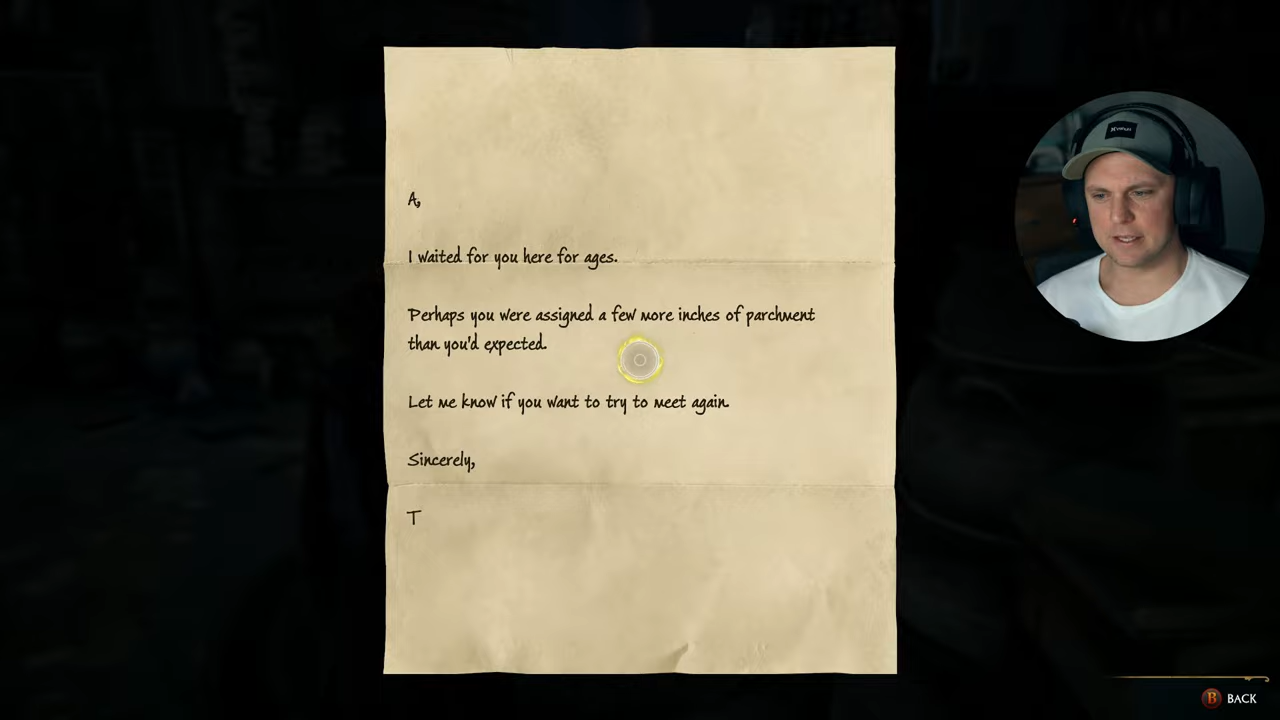 A,
I waited for you here for ages.
Perhaps you were assigned a few more inches of parchment
than you'd expected.
Let me know if you want to try to meet again.
Sincerely,
T
B BACK